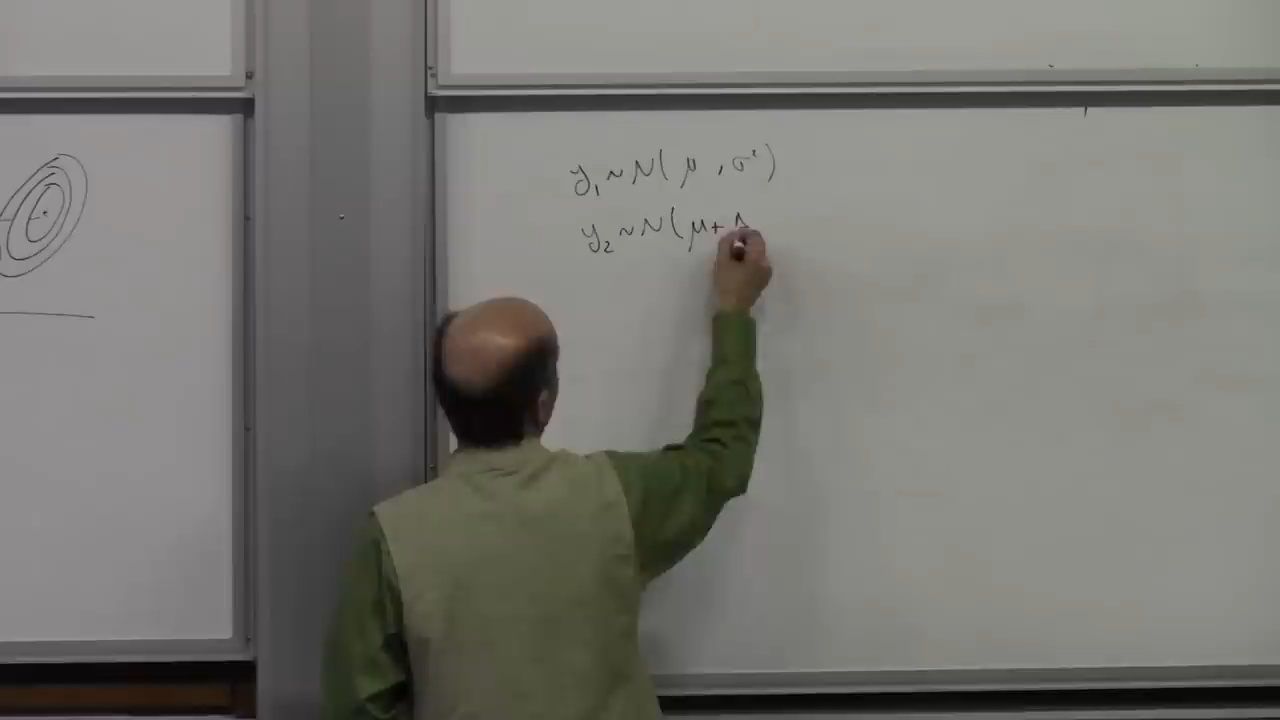 y₁ ~ N( μ , σ² )
y₂ ~ N( μ +